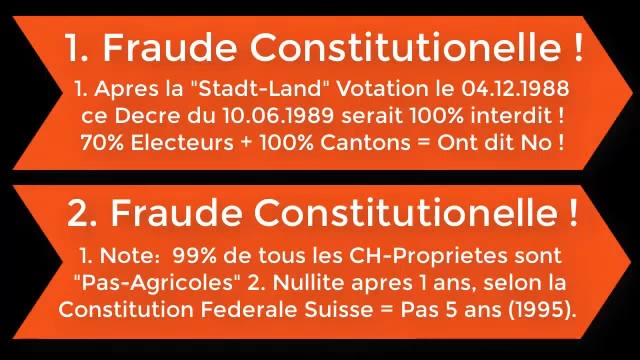 1. Fraude Constitutionelle !
1. Apres la "Stadt-Land" Votation le 04.12.1988
ce Decre du 10.06.1989 serait 100% interdit !
70% Electeurs + 100% Cantons = Ont dit No !
2. Fraude Constitutionelle !
1. Note: 99% de tous les CH-Proprietes sont
"Pas-Agricoles" 2. Nullite apres 1 ans, selon la
Constitution Federale Suisse = Pas 5 ans (1995).